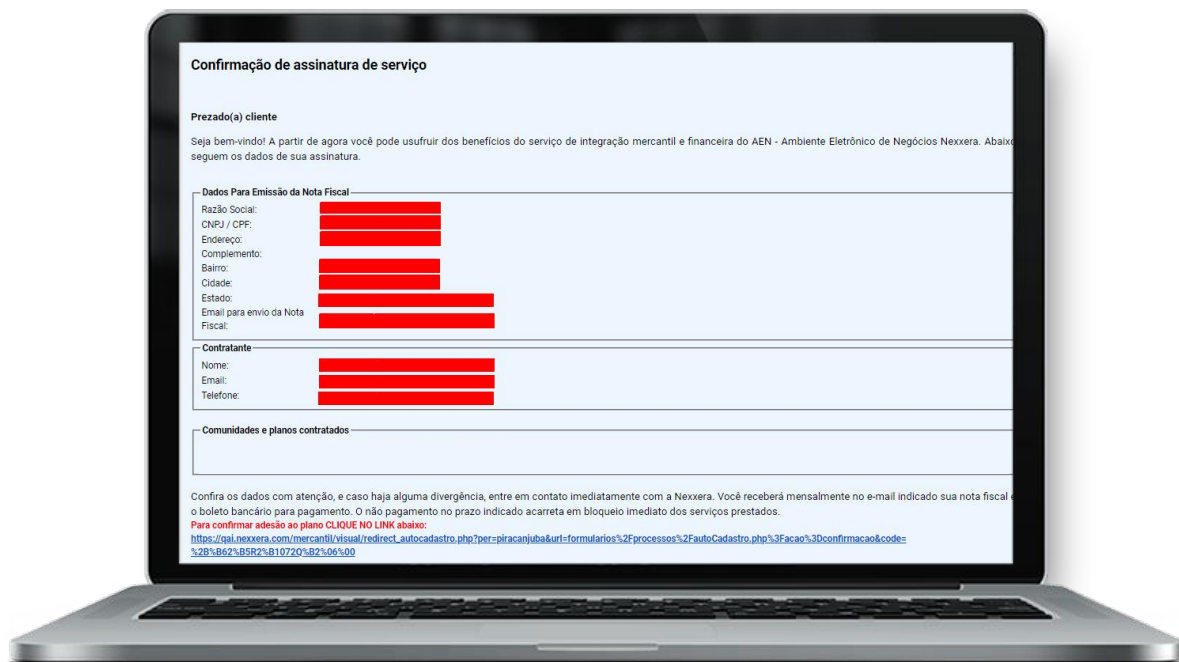 Confirmação de assinatura de serviço
Prezado(a) cliente
Seja bem-vindo! A partir de agora você pode usufruir dos benefícios do serviço de integração mercantil e financeira do AEN - Ambiente Eletrônico de Negócios Nexxera. Abaixo
seguem os dados de sua assinatura.
Dados Para Emissão da Nota Fiscal
Razão Social:
CNPJ / CPF:
Endereço:
Complemento:
Bairro:
Cidade:
Estado:
Email para envio da Nota
Fiscal:
Contratante
Nome:
Email:
Telefone:
Comunidades e planos contratados
Confira os dados com atenção, e caso haja alguma divergência, entre em contato imediatamente com a Nexxera. Você receberá mensalmente no e-mail indicado sua nota fiscal e
o boleto bancário para pagamento. O não pagamento no prazo indicado acarreta em bloqueio imediato dos serviços prestados.
Para confirmar adesão ao plano CLIQUE NO LINK abaixo:
https://qai.nexxera.com/mercantil/visual/redirect_autocadastro.php?per=piracanjuba&url=formularios%2Fprocessos%2FautoCadastro.php%3Facao%3Dconfirmacao&code=
%2B%B62%B5R2%B1072Q%B2%06%00